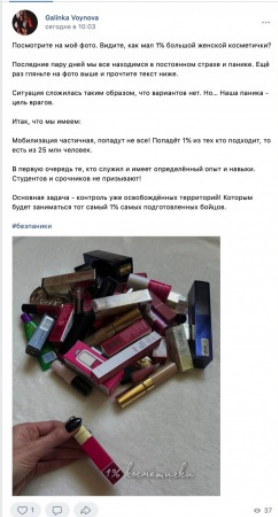 Galinka Voynova
сегодня в 10:03
Посмотрите на моё фото. Видите, как мал 1% большой женской косметички?
Последние пару дней мы все находимся в постоянном страхе и панике. Ещё
раз гляньте на фото выше и прочтите текст ниже.
Ситуация сложилась таким образом, что вариантов нет. Но... Наша паника -
цель врагов.
Итак, что мы имеем:
Мобилизация частичная, попадут не все! Попадёт 1% из тех кто подходит, то
есть из 25 млн человек.
В первую очередь те, кто служил и имеет определённый опыт и навыки.
Студентов и срочников не призывают!
Основная задача - контроль уже освобождённых территорий! Которым
будет заниматься тот самый 1% самых подготовленных бойцов.
#безпаники
1% косметички
1
37